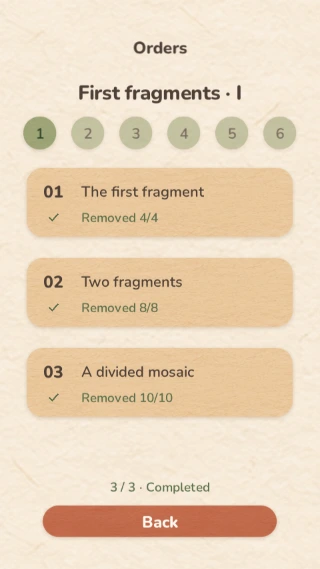 Orders
First fragments · I
1 2 3 4 5 6
01 The first fragment
Removed 4/4
02 Two fragments
Removed 8/8
03 A divided mosaic
Removed 10/10
3 / 3 · Completed
Back